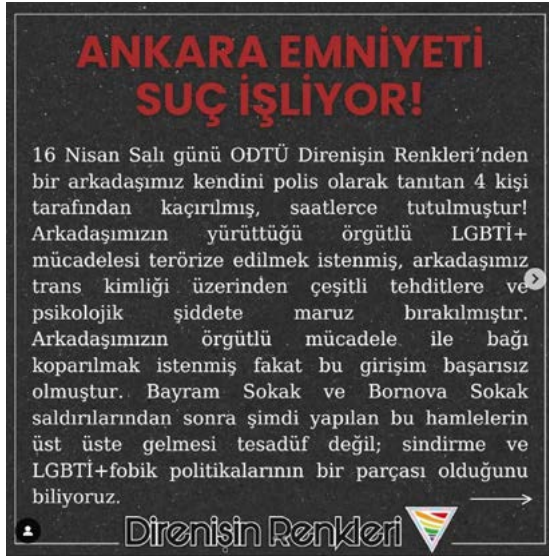 ANKARA EMNİYETİ
SUÇ İŞLİYOR!
16 Nisan Salı günü ODTÜ Direnişin Renkleri’nden
bir arkadaşımız kendini polis olarak tanıtan 4 kişi
tarafından kaçırılmış, saatlerce tutulmuştur!
Arkadaşımızın yürüttüğü örgütlü LGBTİ+
mücadelesi terörize edilmek istenmiş, arkadaşımız
trans kimliği üzerinden çeşitli tehditlere ve
psikolojik şiddete maruz bırakılmıştır.
Arkadaşımızın örgütlü mücadele ile bağı
koparılmak istenmiş fakat bu girişim başarısız
olmuştur. Bayram Sokak ve Bornova Sokak
saldırılarından sonra şimdi yapılan bu hamlelerin
üst üste gelmesi tesadüf değil; sindirme ve
LGBTİ+fobik politikalarının bir parçası olduğunu
biliyoruz.
Direnişin Renkleri